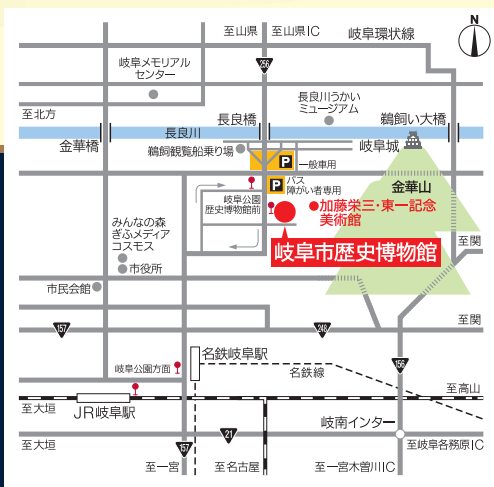 N
至山県
至山県IC
岐阜環状線
256
岐阜メモリアル
センター
長良川うかい
ミュージアム
至北方
長良橋
鵜飼い大橋
長良川
金華橋
鵜飼観覧船乗り場
岐阜城
P
一般車用
P
バス
障がい者専用
金華山
岐阜公園
歴史博物館前
加藤栄三・東一記念
美術館
みんなの森
ぎふメディア
コスモス
市役所
岐阜市歴史博物館
至関
市民会館
157
248
至関
名鉄岐阜駅
岐阜公園方面
名鉄線
156
至高山
至大垣
JR岐阜駅
岐南インター
至大垣
21
至岐阜各務原IC
157
至一宮
至名古屋
至一宮木曽川IC